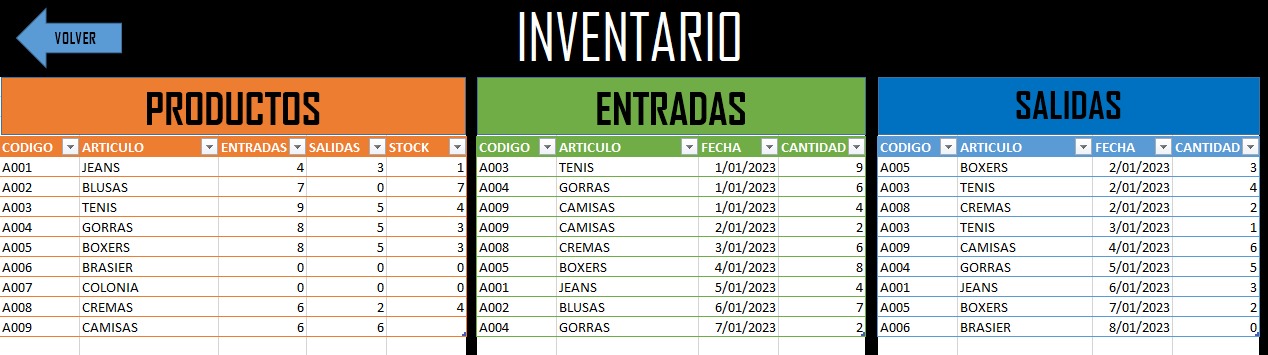 VOLVER
INVENTARIO
PRODUCTOS ENTRADAS SALIDAS
CODIGO ARTICULO ENTRADAS SALIDAS STOCK CODIGO ARTICULO FECHA CANTIDAD CODIGO ARTICULO FECHA CANTIDAD
A001 JEANS 4 3 1 A003 TENIS 1/01/2023 9 A005 BOXERS 2/01/2023 3
A002 BLUSAS 7 0 7 A004 GORRAS 1/01/2023 6 A003 TENIS 2/01/2023 4
A003 TENIS 9 5 4 A009 CAMISAS 1/01/2023 4 A008 CREMAS 2/01/2023 2
A004 GORRAS 8 5 3 A009 CAMISAS 2/01/2023 2 A003 TENIS 3/01/2023 1
A005 BOXERS 8 5 3 A008 CREMAS 3/01/2023 6 A009 CAMISAS 4/01/2023 6
A006 BRASIER 0 0 0 A005 BOXERS 4/01/2023 8 A004 GORRAS 5/01/2023 5
A007 COLONIA 0 0 0 A001 JEANS 5/01/2023 4 A001 JEANS 6/01/2023 3
A008 CREMAS 6 2 4 A002 BLUSAS 6/01/2023 7 A005 BOXERS 7/01/2023 2
A009 CAMISAS 6 6 A004 GORRAS 7/01/2023 2 A006 BRASIER 8/01/2023 0